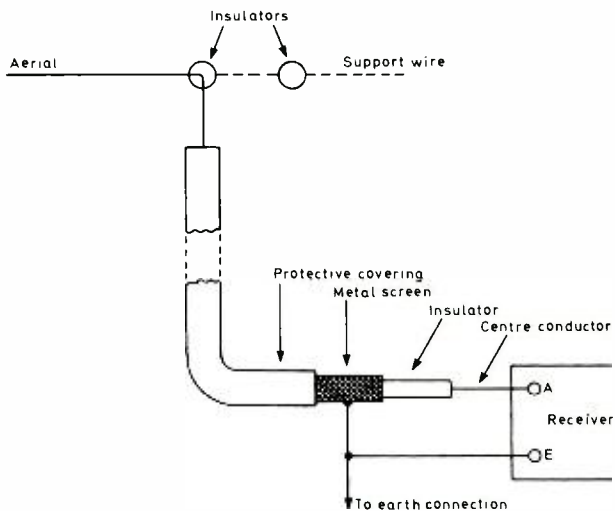 Insulators
Aerial
Support wire
Protective covering
Metal screen
Insulator
Centre conductor
A
Receiver
E
To earth connection